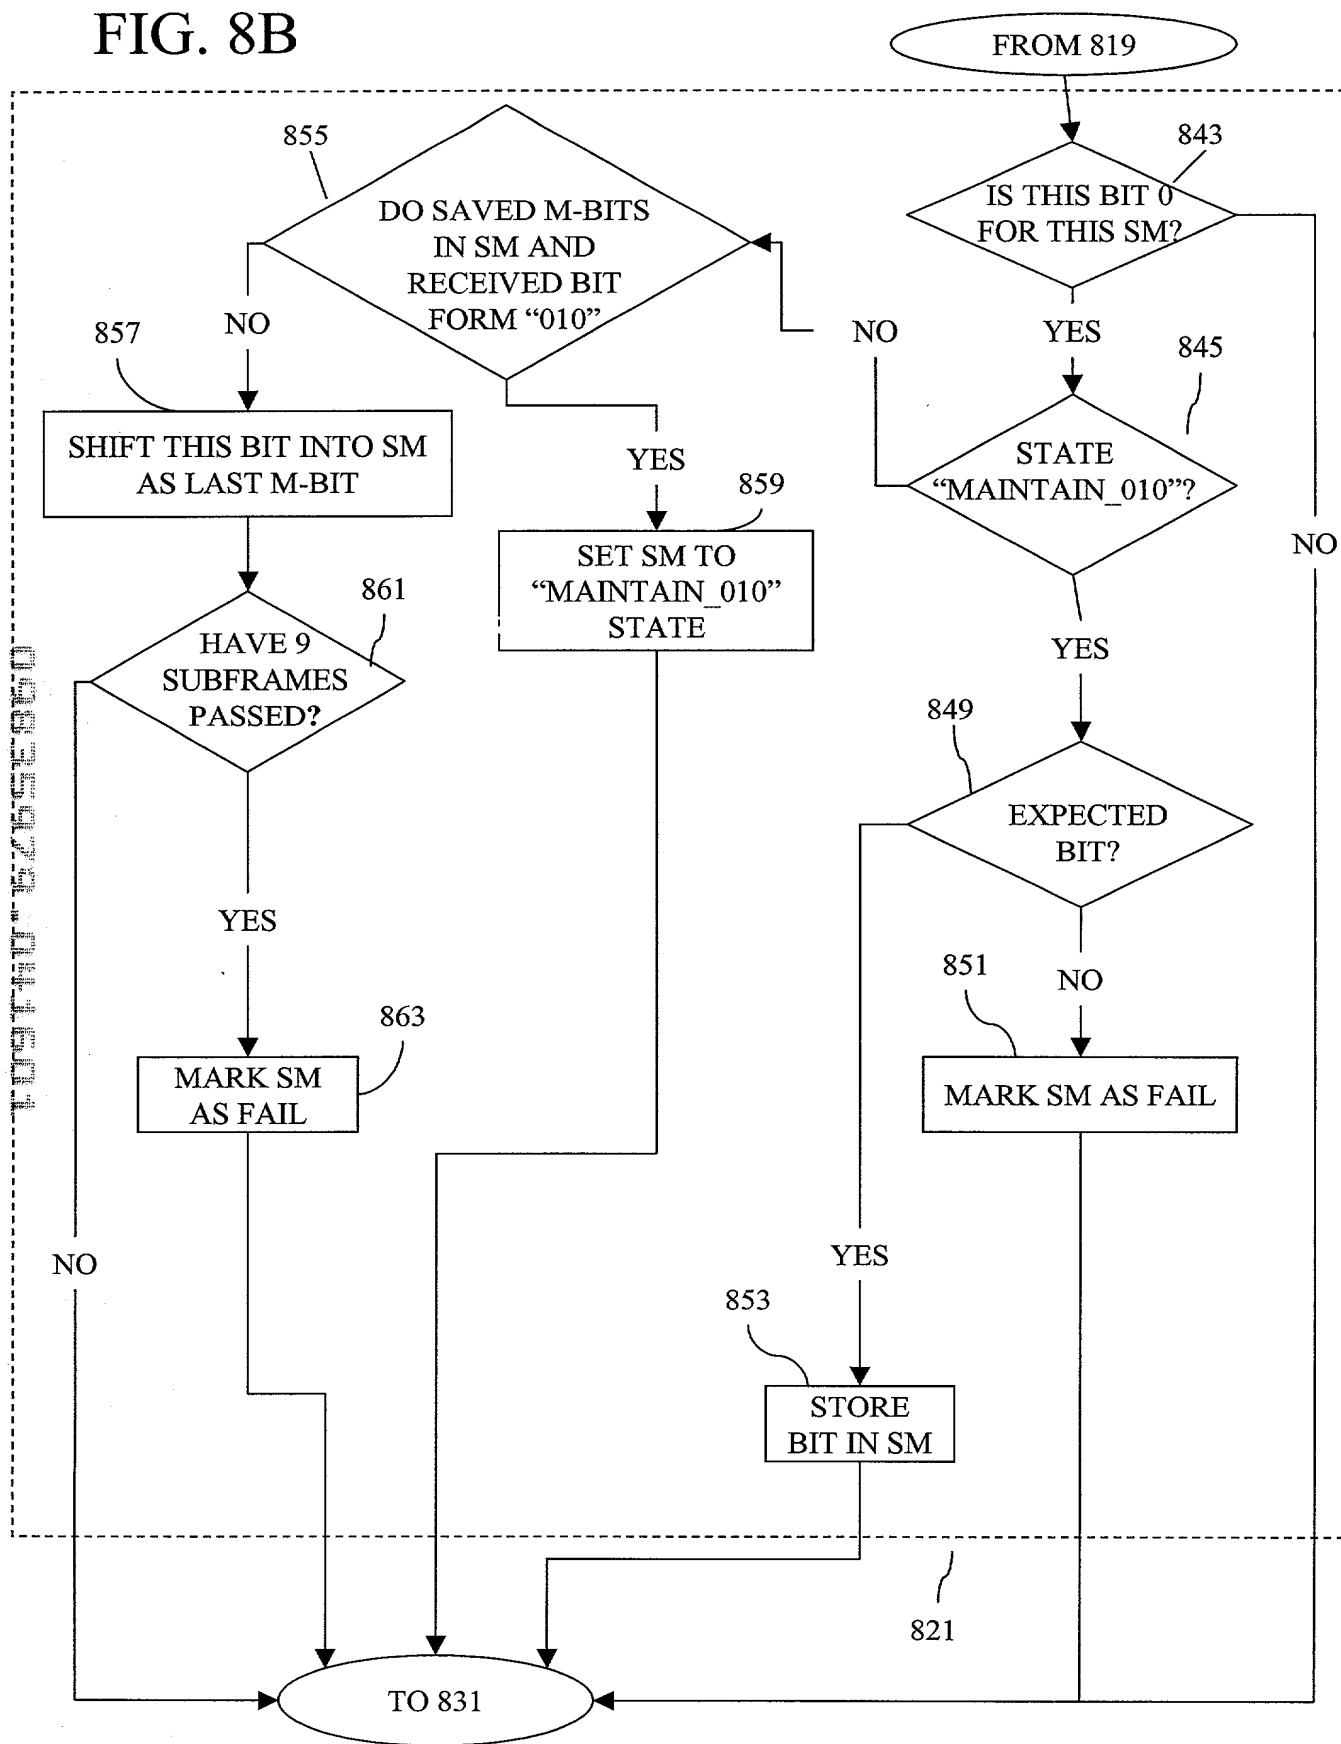 FIG. 8B
FROM 819
843
IS THIS BIT 0
FOR THIS SM?
NO
YES
845
STATE
“MAINTAIN_010”?
NO
YES
855
DO SAVED M-BITS
IN SM AND
RECEIVED BIT
FORM “010”
NO
857
SHIFT THIS BIT INTO SM
AS LAST M-BIT
YES
859
SET SM TO
“MAINTAIN_010”
STATE
861
HAVE 9
SUBFRAMES
PASSED?
YES
NO
863
MARK SM
AS FAIL
849
EXPECTED
BIT?
NO
851
MARK SM AS FAIL
YES
853
STORE
BIT IN SM
821
TO 831